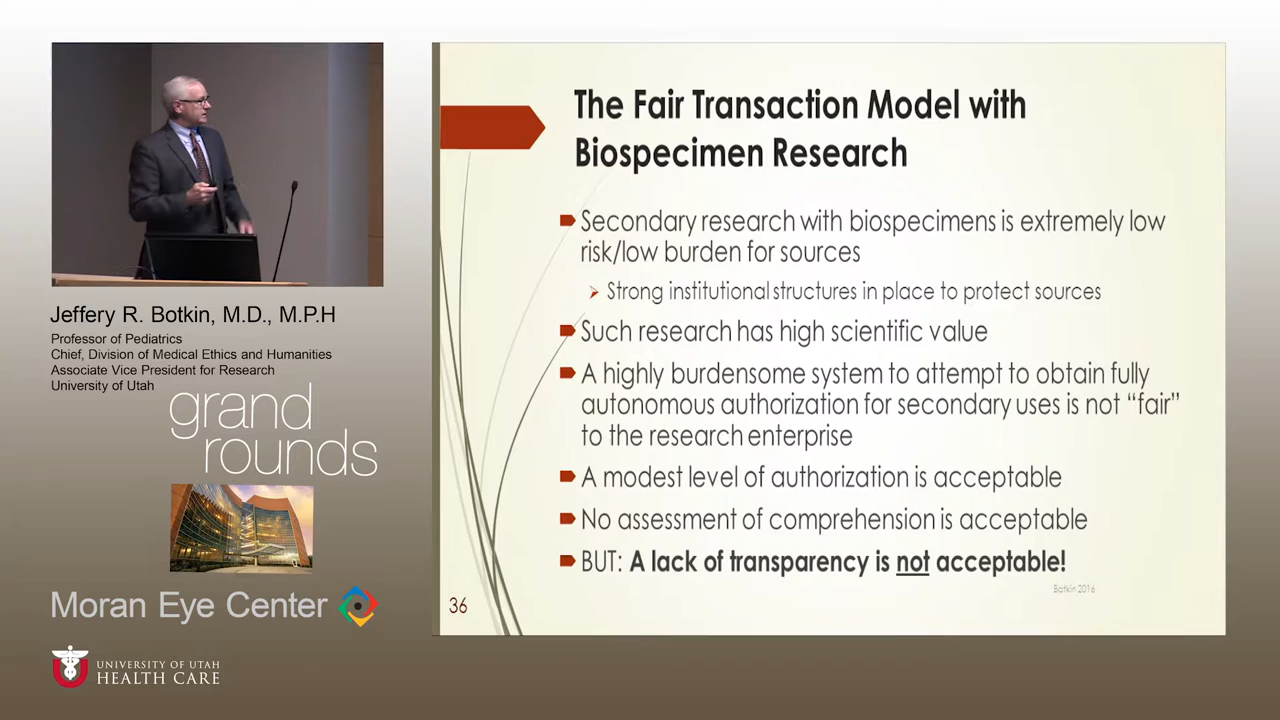 The Fair Transaction Model with
Biospecimen Research
Secondary research with biospecimens is extremely low
risk/low burden for sources
Strong institutional structures in place to protect sources
Such research has high scientific value
A highly burdensome system to attempt to obtain fully
autonomous authorization for secondary uses is not “fair”
to the research enterprise
A modest level of authorization is acceptable
No assessment of comprehension is acceptable
BUT: A lack of transparency is not acceptable!
Botkin 2016
36
Jeffery R. Botkin, M.D., M.P.H
Professor of Pediatrics
Chief, Division of Medical Ethics and Humanities
Associate Vice President for Research
University of Utah
grand
rounds
Moran Eye Center
UNIVERSITY OF UTAH
HEALTH CARE